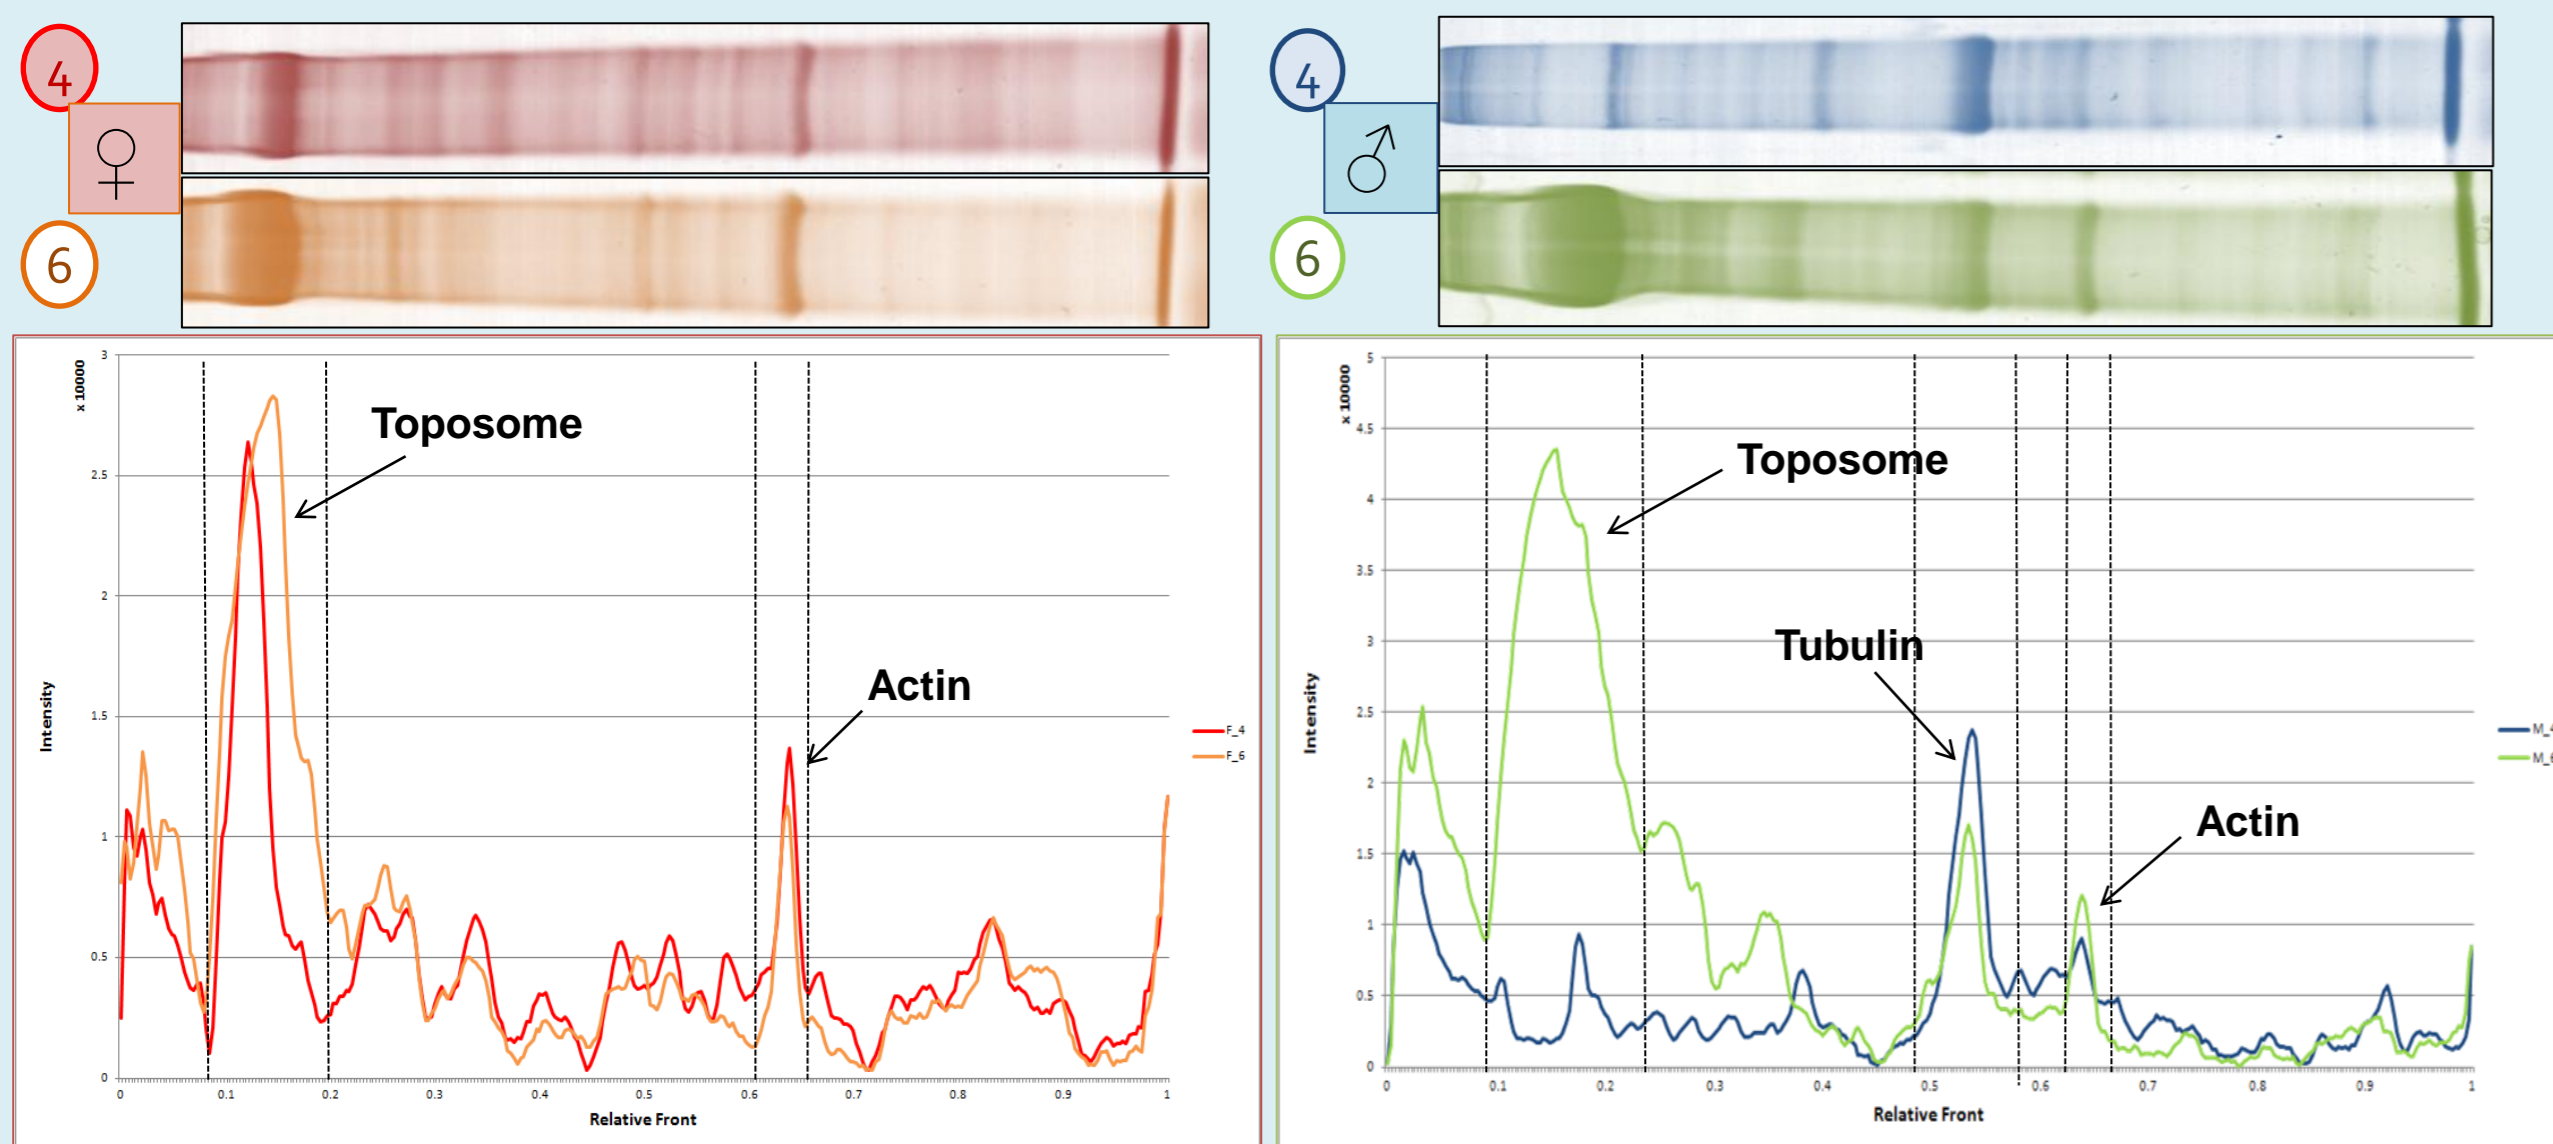 4
♀
6
4
♂
6
x 10000
3
2.5
2
1.5
1
0.5
0
Intensity
Toposome
Actin
F_4
F_6
0 0.1 0.2 0.3 0.4 0.5 0.6 0.7 0.8 0.9 1
Relative Front
x 10000
5
4.5
4
3.5
3
2.5
2
1.5
1
0.5
0
Intensity
Toposome
Tubulin
Actin
M_4
M_6
0 0.1 0.2 0.3 0.4 0.5 0.6 0.7 0.8 0.9 1
Relative Front